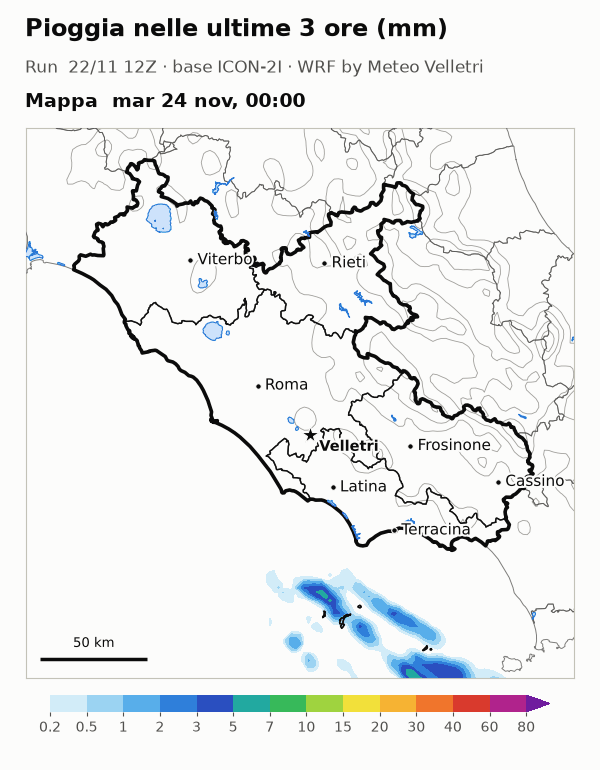 Pioggia nelle ultime 3 ore (mm)
Run 22/11 12Z · base ICON-2I · WRF by Meteo Velletri
Mappa mar 24 nov, 00:00
Viterbo
Rieti
Roma
Velletri
Frosinone
Latina
Cassino
Terracina
50 km
0.2 0.5 1 2 3 5 7 10 15 20 30 40 60 80